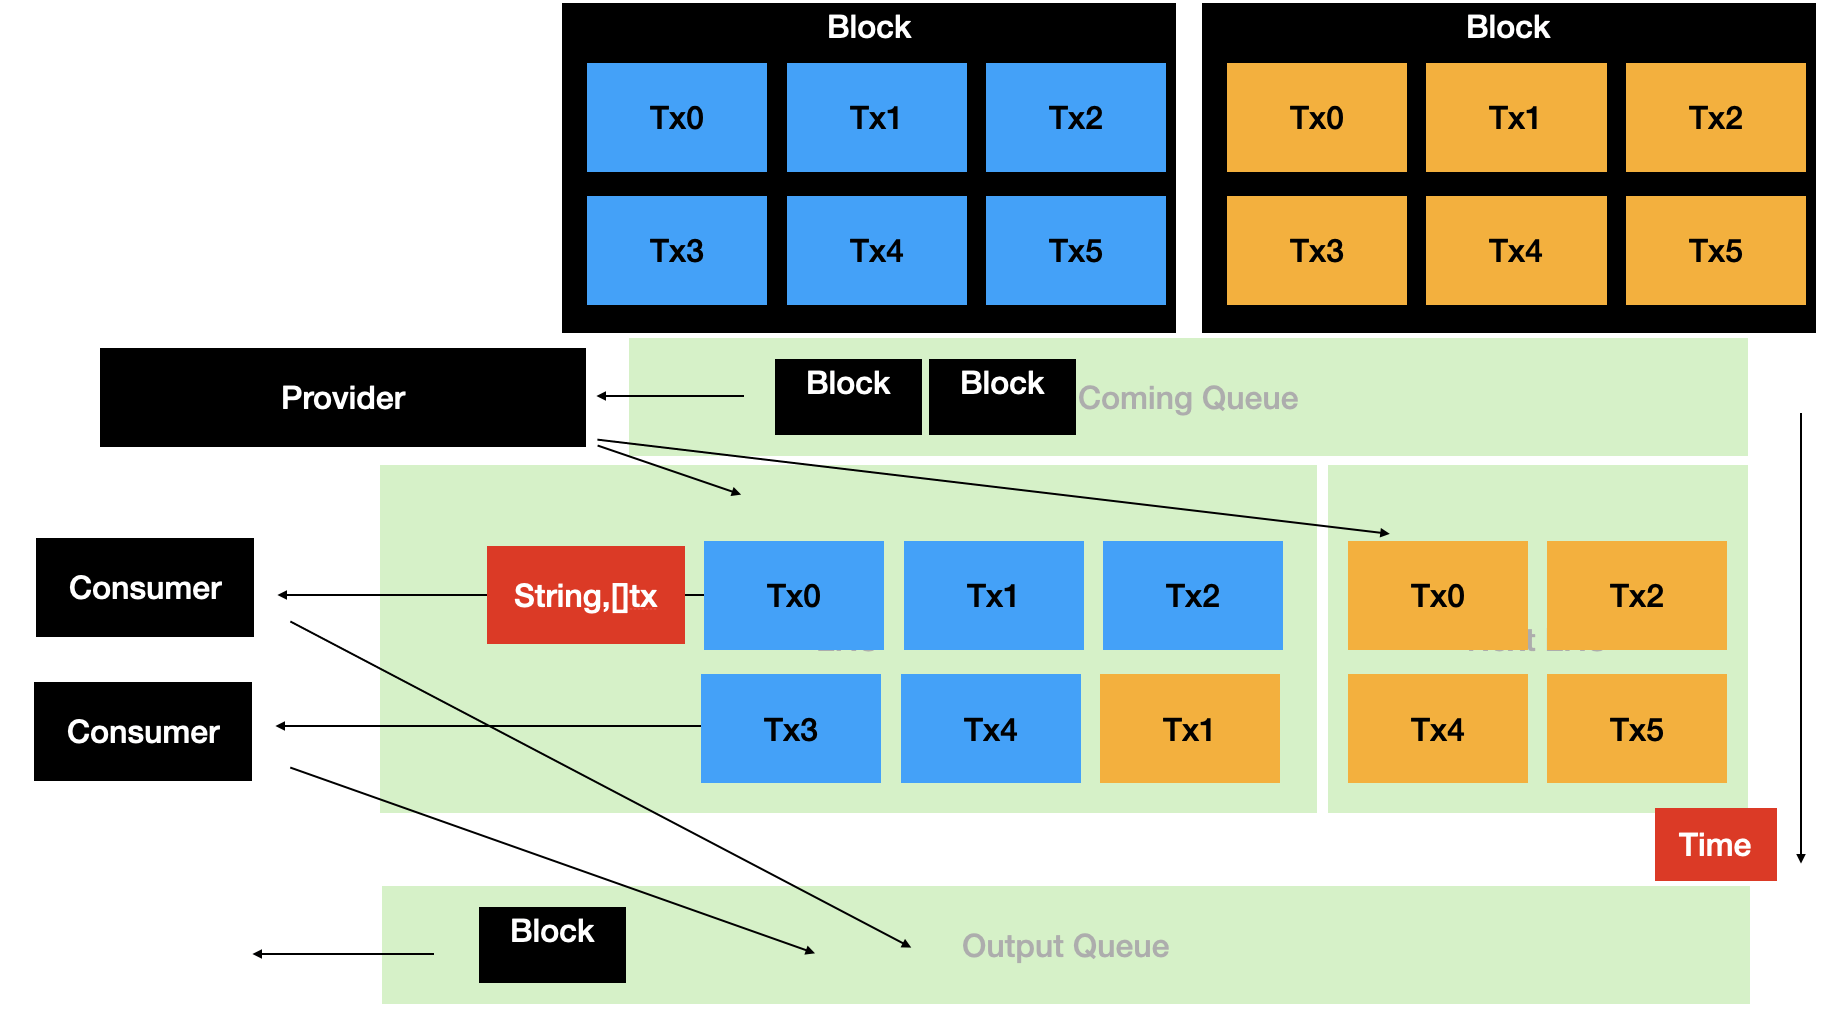 Block
Block
Tx0
Tx1
Tx2
Tx0
Tx1
Tx2
Tx3
Tx4
Tx5
Tx3
Tx4
Tx5
Provider
Block
Block
Coming Queue
Consumer
String,[]tx
Tx0
Tx1
Tx2
Tx0
Tx2
Consumer
Tx3
Tx4
Tx1
Tx4
Tx5
Time
Block
Output Queue